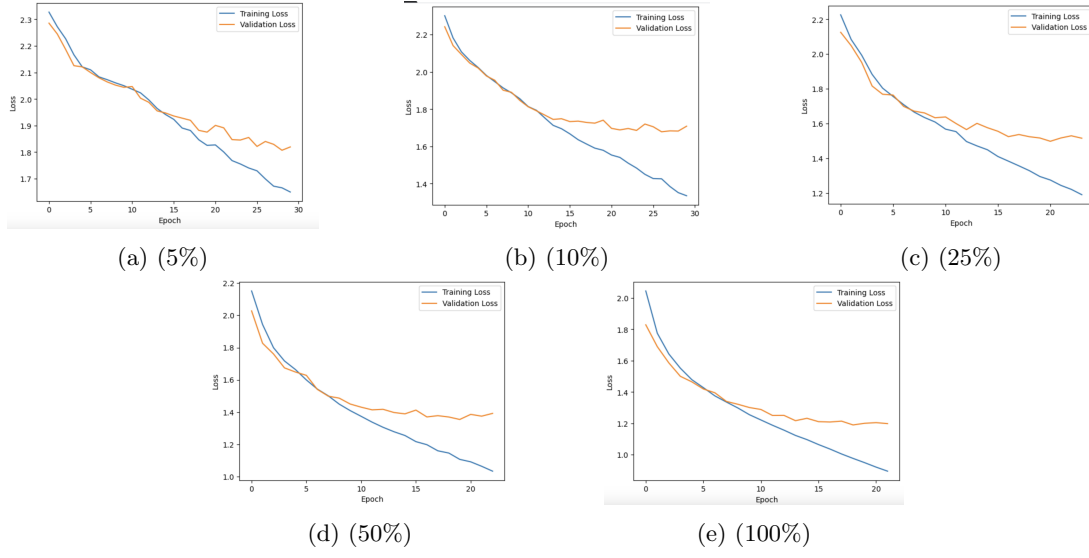 Training Loss
Validation Loss
2.3
2.2
2.1
2.0
1.9
1.8
1.7
Loss
0 5 10 15 20 25 30
Epoch
(a) (5%)
Training Loss
Validation Loss
2.2
2.0
1.8
1.6
1.4
Loss
0 5 10 15 20 25 30
Epoch
(b) (10%)
Training Loss
Validation Loss
2.2
2.0
1.8
1.6
1.4
1.2
Loss
0 5 10 15 20
Epoch
(c) (25%)
Training Loss
Validation Loss
2.2
2.0
1.8
1.6
1.4
1.2
1.0
Loss
0 5 10 15 20
Epoch
(d) (50%)
Training Loss
Validation Loss
2.0
1.8
1.6
1.4
1.2
1.0
Loss
0 5 10 15 20
Epoch
(e) (100%)